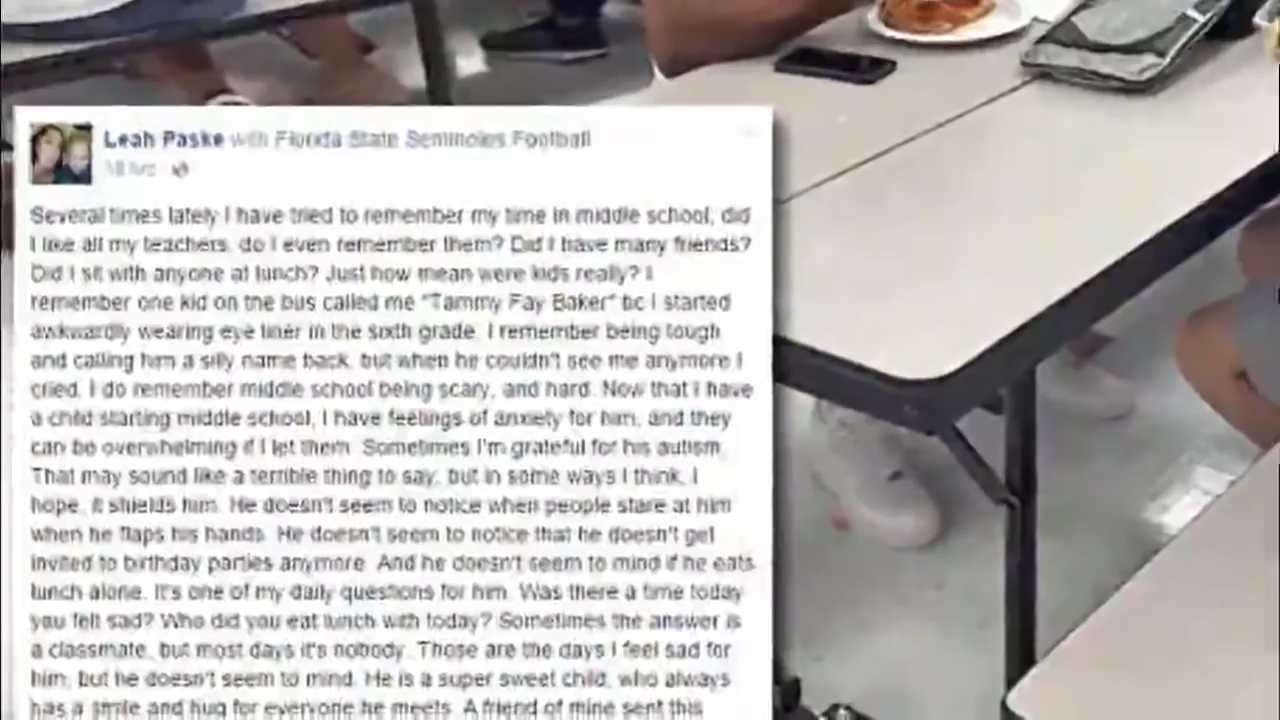 Leah Paske with Florida State Seminoles Football
18 hrs
Several times lately I have tried to remember my time in middle school, did
I like all my teachers, do I even remember them? Did I have many friends?
Did I sit with anyone at lunch? Just how mean were kids really? I
remember one kid on the bus called me "Tammy Fay Baker" bc I started
awkwardly wearing eye liner in the sixth grade, I remember being tough
and calling him a silly name back, but when he couldn't see me anymore I
cried. I do remember middle school being scary, and hard. Now that I have
a child starting middle school, I have feelings of anxiety for him, and they
can be overwhelming if I let them. Sometimes I'm grateful for his autism.
That may sound like a terrible thing to say, but in some ways I think, I
hope, it shields him. He doesn't seem to notice when people stare at him
when he flaps his hands. He doesn't seem to notice that he doesn't get
invited to birthday parties anymore. And he doesn't seem to mind if he eats
lunch alone. It's one of my daily questions for him. Was there a time today
you felt sad? Who did you eat lunch with today? Sometimes the answer is
a classmate, but most days it's nobody. Those are the days I feel sad for
him, but he doesn't seem to mind. He is a super sweet child, who always
has a smile and hug for everyone he meets. A friend of mine sent this